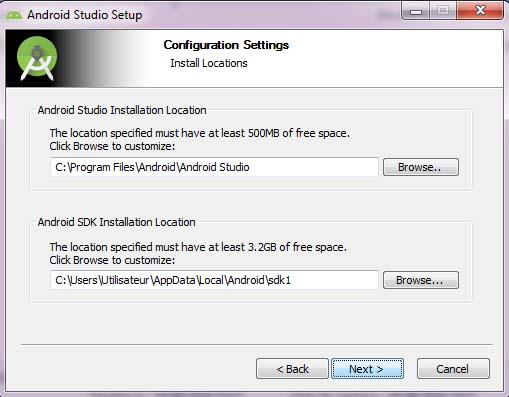 Android Studio Setup
Configuration Settings
Install Locations
Android Studio Installation Location
The location specified must have at least 500MB of free space.
Click Browse to customize:
C:\Program Files\Android\Android Studio
Browse..
Android SDK Installation Location
The location specified must have at least 3.2GB of free space.
Click Browse to customize:
C:\Users\Utilisateur\AppData\Local\Android\sdk1
Browse...
< Back
Next >
Cancel